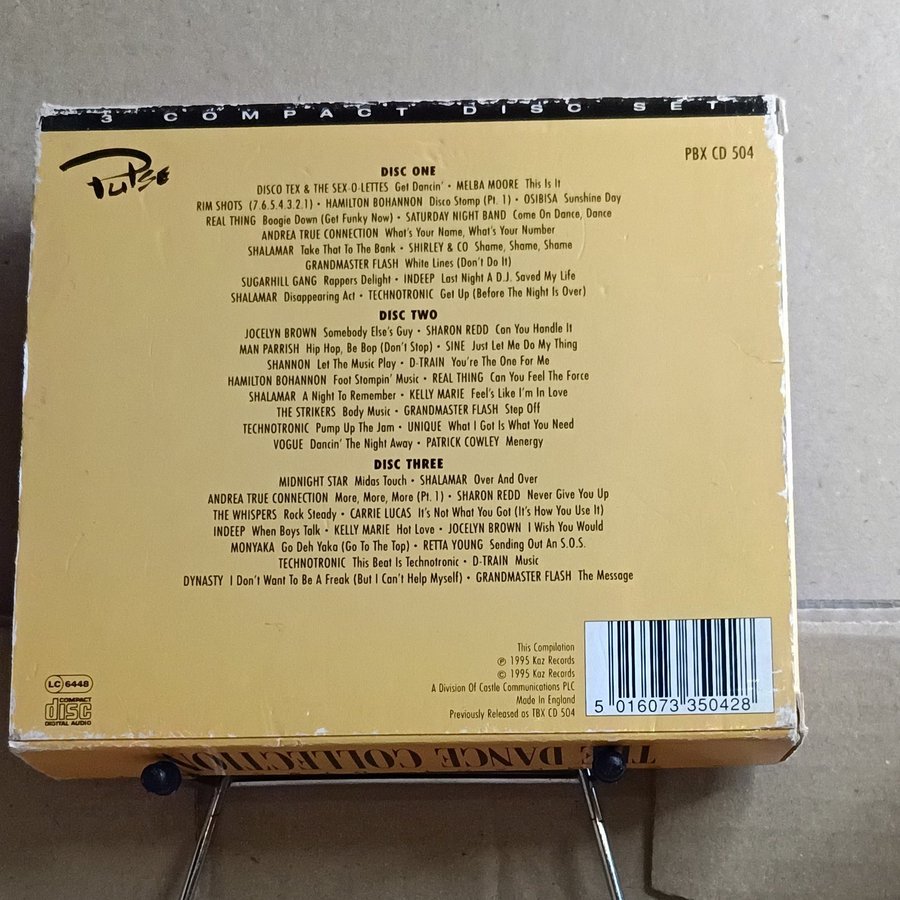 3 COMPACT DISC SET
Pulse
PBX CD 504
DISC ONE
DISCO TEX & THE SEX-O-LETTES Get Dancin' • MELBA MOORE This Is It
RIM SHOTS (7.6.5.4.3.2.1) • HAMILTON BOHANNON Disco Stomp (Pt. 1) • OSIBISA Sunshine Day
REAL THING Boogie Down (Get Funky Now) • SATURDAY NIGHT BAND Come On Dance, Dance
ANDREA TRUE CONNECTION What's Your Name, What's Your Number
SHALAMAR Take That To The Bank • SHIRLEY & CO Shame, Shame, Shame
GRANDMASTER FLASH White Lines (Don't Do It)
SUGARHILL GANG Rappers Delight • INDEEP Last Night A D.J. Saved My Life
SHALAMAR Disappearing Act • TECHNOTRONIC Get Up (Before The Night Is Over)
DISC TWO
JOCELYN BROWN Somebody Else's Guy • SHARON REDD Can You Handle It
MAN PARRISH Hip Hop, Be Bop (Don't Stop) • SINE Just Let Me Do My Thing
SHANNON Let The Music Play • D-TRAIN You're The One For Me
HAMILTON BOHANNON Foot Stompin' Music • REAL THING Can You Feel The Force
SHALAMAR A Night To Remember • KELLY MARIE Feel's Like I'm In Love
THE STRIKERS Body Music • GRANDMASTER FLASH Step Off
TECHNOTRONIC Pump Up The Jam • UNIQUE What I Got Is What You Need
VOGUE Dancin' The Night Away • PATRICK COWLEY Menergy
DISC THREE
MIDNIGHT STAR Midas Touch • SHALAMAR Over And Over
ANDREA TRUE CONNECTION More, More, More (Pt. 1) • SHARON REDD Never Give You Up
THE WHISPERS Rock Steady • CARRIE LUCAS It's Not What You Got (It's How You Use It)
INDEEP When Boys Talk • KELLY MARIE Hot Love • JOCELYN BROWN I Wish You Would
MONYAKA Go Deh Yaka (Go To The Top) • RETTA YOUNG Sending Out An S.O.S.
TECHNOTRONIC This Beat Is Technotronic • D-TRAIN Music
DYNASTY I Don't Want To Be A Freak (But I Can't Help Myself) • GRANDMASTER FLASH The Message
This Compilation
℗ 1995 Kaz Records
© 1995 Kaz Records
A Division Of Castle Communications PLC
Made In England
Previously Released as TBX CD 504
LC 6448
COMPACT
disc
DIGITAL AUDIO
5 016073 350428
THE DANCE COLLECTION